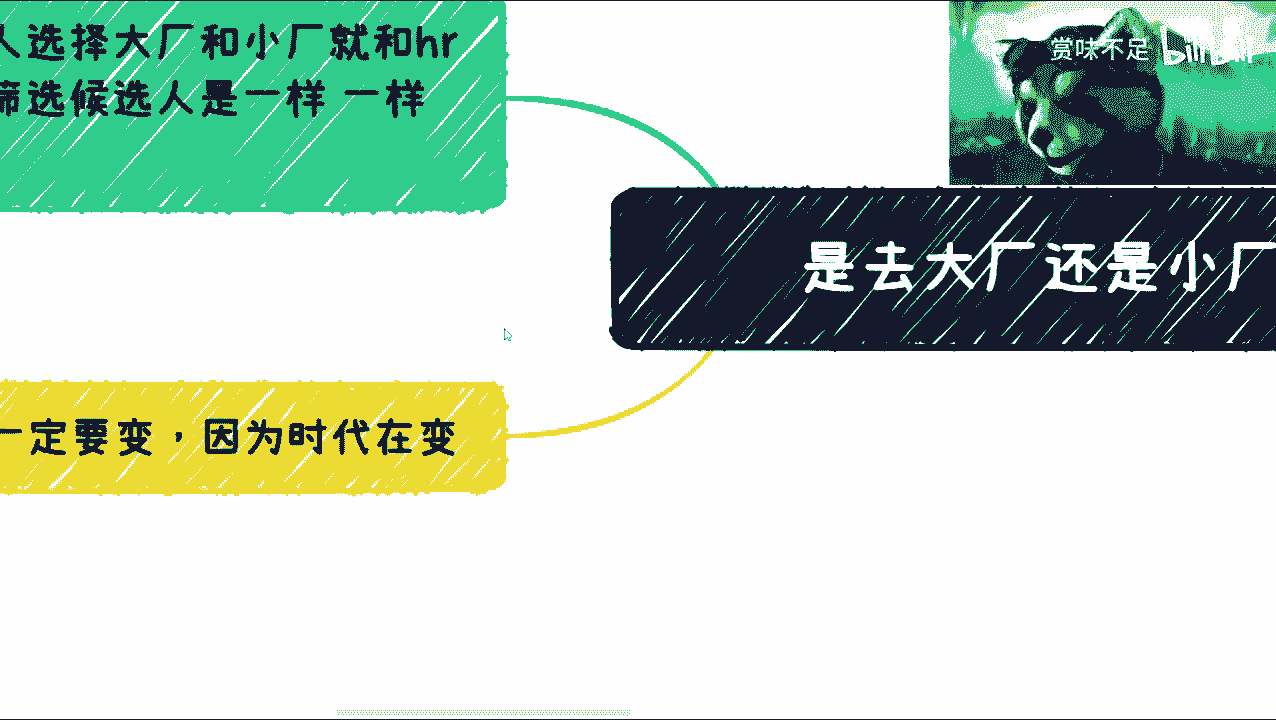 人选择大厂和小厂就和hr
筛选候选人是一样 一样
赏味不足 bilibili
是去大厂还是小厂
一定要变，因为时代在变